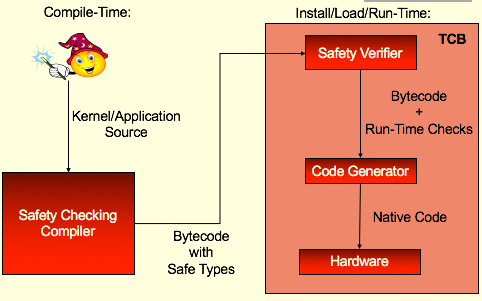 Compile-Time:
Install/Load/Run-Time:
TCB
Safety Verifier
Kernel/Application
Source
Bytecode
+
Run-Time Checks
Code Generator
Safety Checking
Compiler
Bytecode
with
Safe Types
Native Code
Hardware